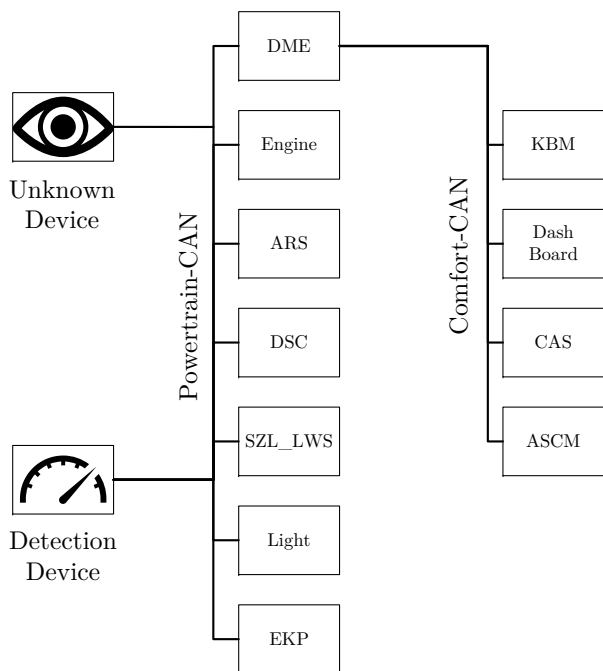 DME
Unknown
Device
Engine
KBM
ARS
Dash
Board
Powertrain-CAN
Comfort-CAN
DSC
CAS
SZL_LWS
ASCM
Detection
Device
Light
EKP